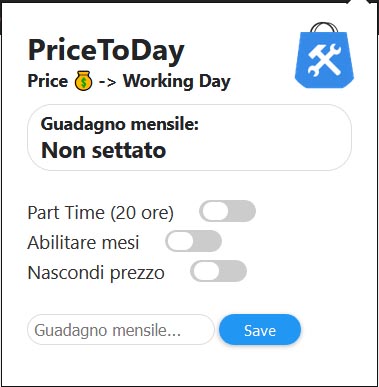 PriceToDay
Price 💰 -> Working Day
Guadagno mensile:
Non settato
Part Time (20 ore)
Abilitare mesi
Nascondi prezzo
Guadagno mensile... Save